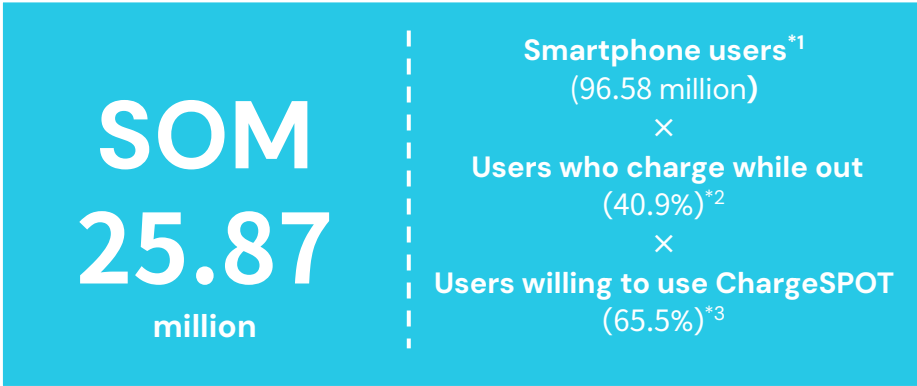 SOM
25.87
million
Smartphone users*1
(96.58 million)
×
Users who charge while out
(40.9%)*2
×
Users willing to use ChargeSPOT
(65.5%)*3